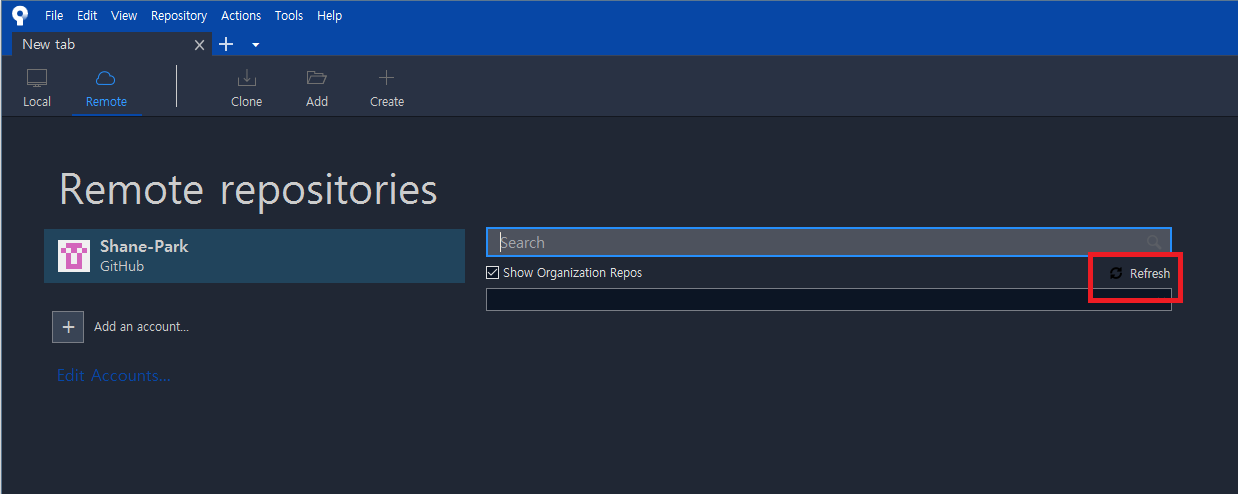 File Edit View Repository Actions Tools Help
New tab
Local Remote Clone Add Create
Remote repositories
Shane-Park
GitHub
Search
Show Organization Repos Refresh
Add an account...
Edit Accounts...